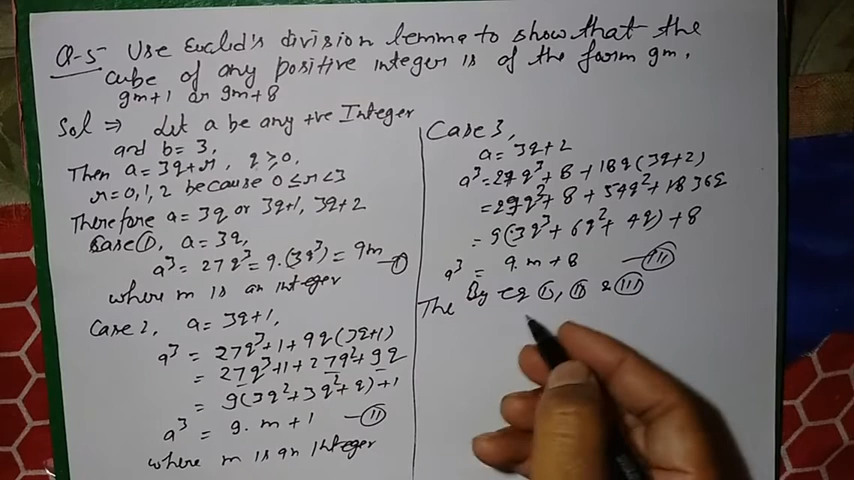 Q-5 Use Euclid's division lemma to show that the
cube of any positive integer is of the form 9m,
9m+1 or 9m+8
Sol ⇒ Let a be any +ve Integer
and b = 3,
Then a = 3q+r, q ≥ 0,
r = 0, 1, 2 because 0 ≤ r < 3
Therefore a = 3q or 3q+1, 3q+2
Case ①, a = 3q,
a³ = 27q³ = 9.(3q³) = 9m —Ⓘ
where m is an integer
Case 2, a = 3q+1,
a³ = 27q³+1+9q(3q+1)
= 27q³+1+27q²+9q
= 9(3q²+3q²+q)+1
a³ = 9.m+1 —Ⓘ Ⓘ
where m is an integer
Case 3,
a = 3q+2
a³ = 27q³+8+18q(3q+2)
= 27q²+8+54q²+18 36q
= 9(3q³+6q²+4q)+8
a³ = 9.m+8 —(III)
The By eq (I), (II) & (III)